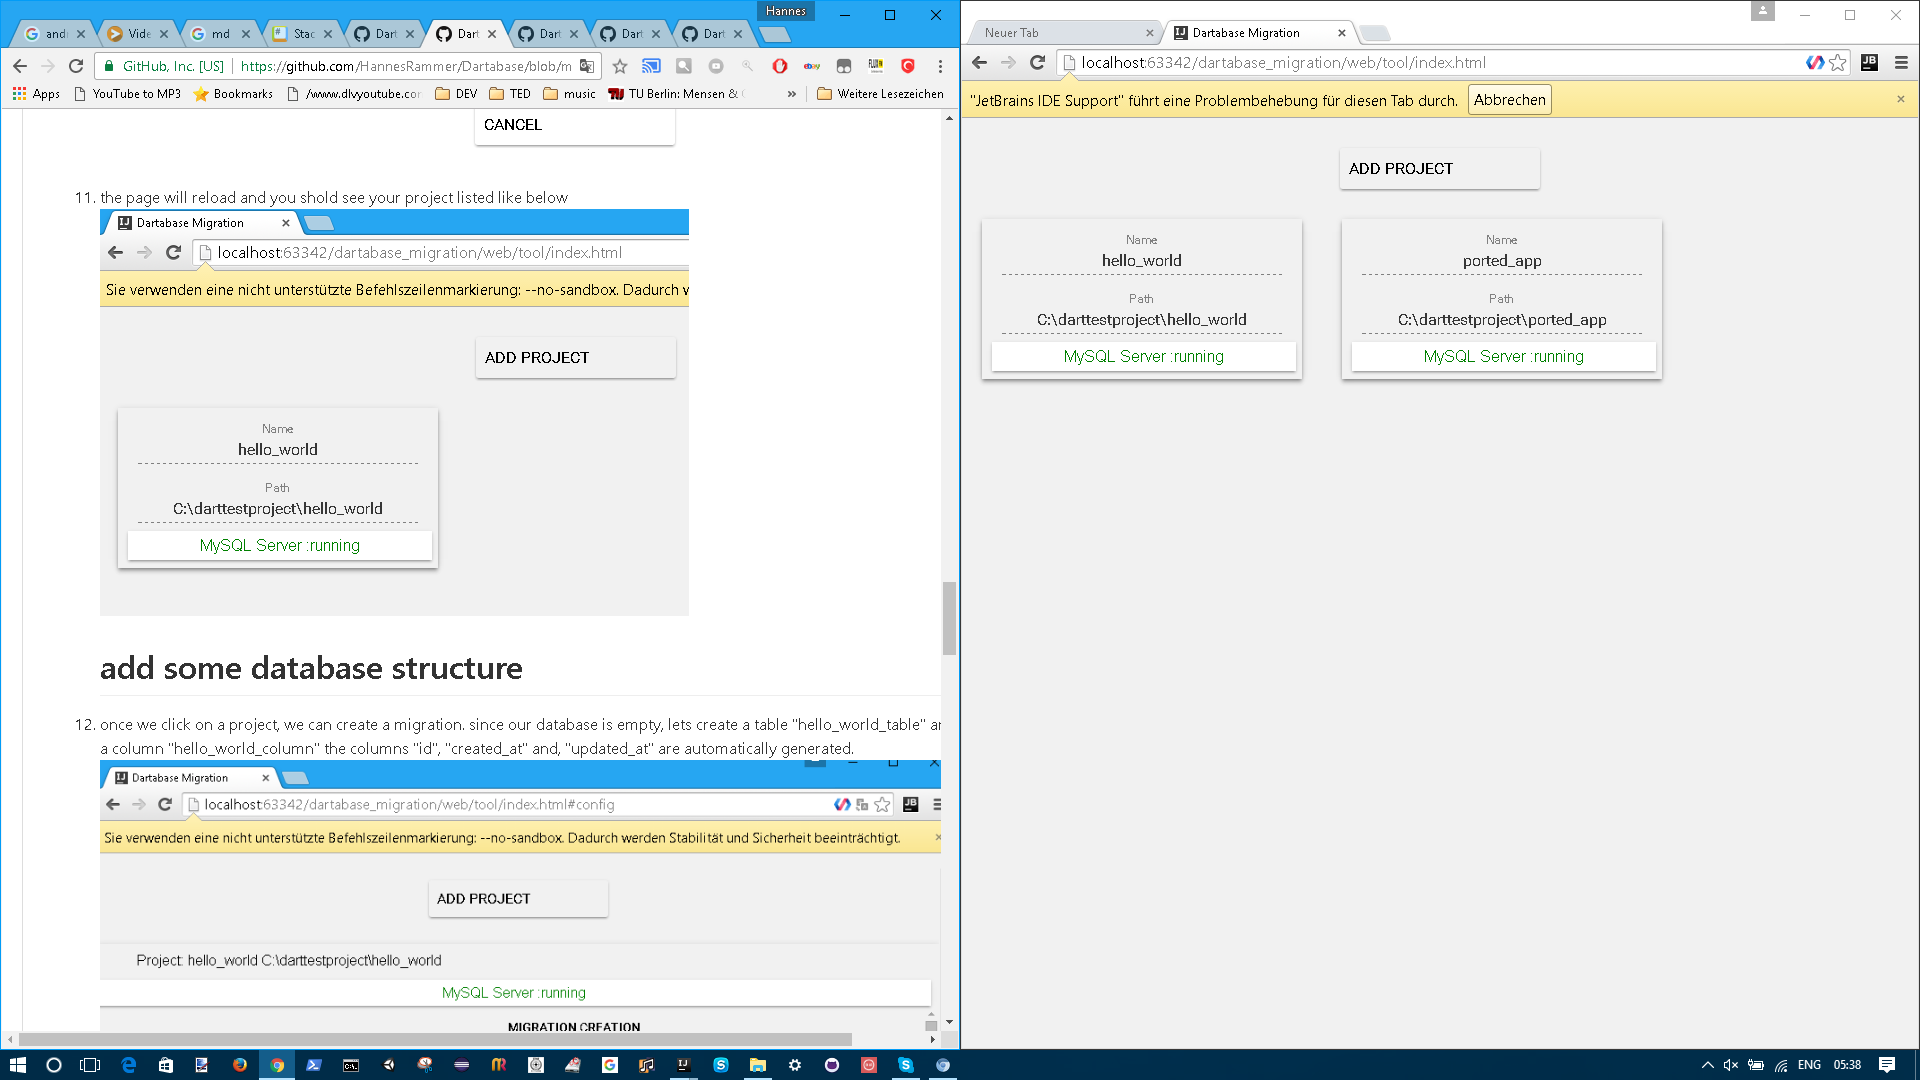 Hannes
andr
Vide
md
Stac
Dart
Dart
Dart
Dart
Dart
GitHub, Inc. [US]
https://github.com/HannesRammer/Dartabase/blob/m
Apps
YouTube to MP3
Bookmarks
/www.dlvyoutube.co
DEV
TED
music
TU Berlin: Mensen &
»
Weitere Lesezeichen
CANCEL
11. the page will reload and you shold see your project listed like below
Dartabase Migration
localhost:63342/dartabase_migration/web/tool/index.html
Sie verwenden eine nicht unterstützte Befehlszeilenmarkierung: --no-sandbox. Dadurch w
ADD PROJECT
Name
hello_world
Path
C:\darttestproject\hello_world
MySQL Server :running
add some database structure
12. once we click on a project, we can create a migration. since our database is empty, lets create a table "hello_world_table" an
a column "hello_world_column" the columns "id", "created_at" and, "updated_at" are automatically generated.
Dartabase Migration
localhost:63342/dartabase_migration/web/tool/index.html#config
JB
Sie verwenden eine nicht unterstützte Befehlszeilenmarkierung: --no-sandbox. Dadurch werden Stabilität und Sicherheit beeinträchtigt.
ADD PROJECT
Project: hello_world C:\darttestproject\hello_world
MySQL Server :running
MIGRATION CREATION
Neuer Tab
Dartabase Migration
localhost:63342/dartabase_migration/web/tool/index.html
JB
"JetBrains IDE Support" führt eine Problembehebung für diesen Tab durch.
Abbrechen
ADD PROJECT
Name
hello_world
Path
C:\darttestproject\hello_world
MySQL Server :running
Name
ported_app
Path
C:\darttestproject\ported_app
MySQL Server :running
ENG
05:38